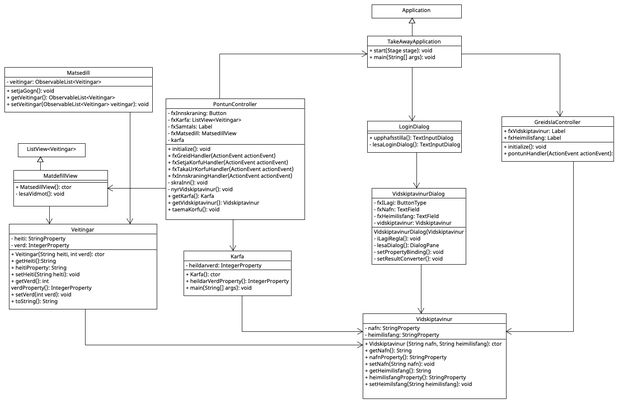 Application
TakeAwayApplication
+ start(Stage stage): void
+ main(String[] args): void
Matsedill
- veitingar: ObservableList<Veitingar>
+ setjaGogn(): void
+ getVeitingar(): ObservableList<Veitingar>
+ setVeitingar(ObservableList<Veitingar> veitingar): void
PontunController
- fxInnskraning: Button
- fxKarfa: ListView<Veitingar>
- fxSamtals: Label
- fxMatsedill: MatsedillView
- karfa
+ initialize(): void
+ fxGreidHandler(ActionEvent actionEvent)
+ fxSetjaKorfuHandler(ActionEvent actionEvent)
+ fxTakaUrKorfuHandler(ActionEvent actionEvent)
+ fxInnskraningHandler(ActionEvent actionEvent)
- skraInn(): void
- nyrVidskiptavinur(): void
+ getKarfa(): Karfa
+ getVidskiptavinur(): Vidskiptavinur
+ taemaKorfu(): void
LoginDialog
+ upphafsstilla(): TextInputDialog
- lesaLoginDialog(): TextInputDialog
GreidslaController
+ fxVidskiptavinur: Label
+ fxHeimilisfang: Label
+ initialize(): void
+ pontunHandler(ActionEvent actionEvent):
ListView<Veitingar>
MatdefillView
+ MatsedillView(): ctor
- lesaVidmot(): void
VidskiptavinurDialog
- fxILagi: ButtonType
- fxNafn: TextField
- fxHeimilisfang: TextField
- vidskiptavinur: Vidskiptavinur
VidskiptavinurDialog(Vidskiptavinur
- iLagiRegla(): void
- lesaDialog(): DialogPane
- setPropertyBinding(): void
- setResultConverter(): void
Veitingar
- heiti: StringProperty
- verd: IntegerProperty
+ Veitingar(String heiti, int verd): ctor
+ getHeiti():String
+ heitiProperty: String
+ setHeiti(String heiti): void
+ getVerd(): int
verdProperty(): IntegerProperty
+ setVerd(int verd): void
+ toString(): String
Karfa
- heildarverd: IntegerProperty
+ Karfa(): ctor
+ heildarVerdProperty(): IntegerProperty
+ main(String[] args): void
Vidskiptavinur
- nafn: StringProperty
- heimilisfang: StringProperty
+ Vidskiptavinur (String nafn, String heimilisfang): ctor
+ getNafn(): String
+ nafnProperty(): StringProperty
+ setNafn(String nafn): void
+ getHeimilisfang(): String
+ heimilisfangProperty(): StringProperty
+ setHeimilsfang(String heimilisfang): void